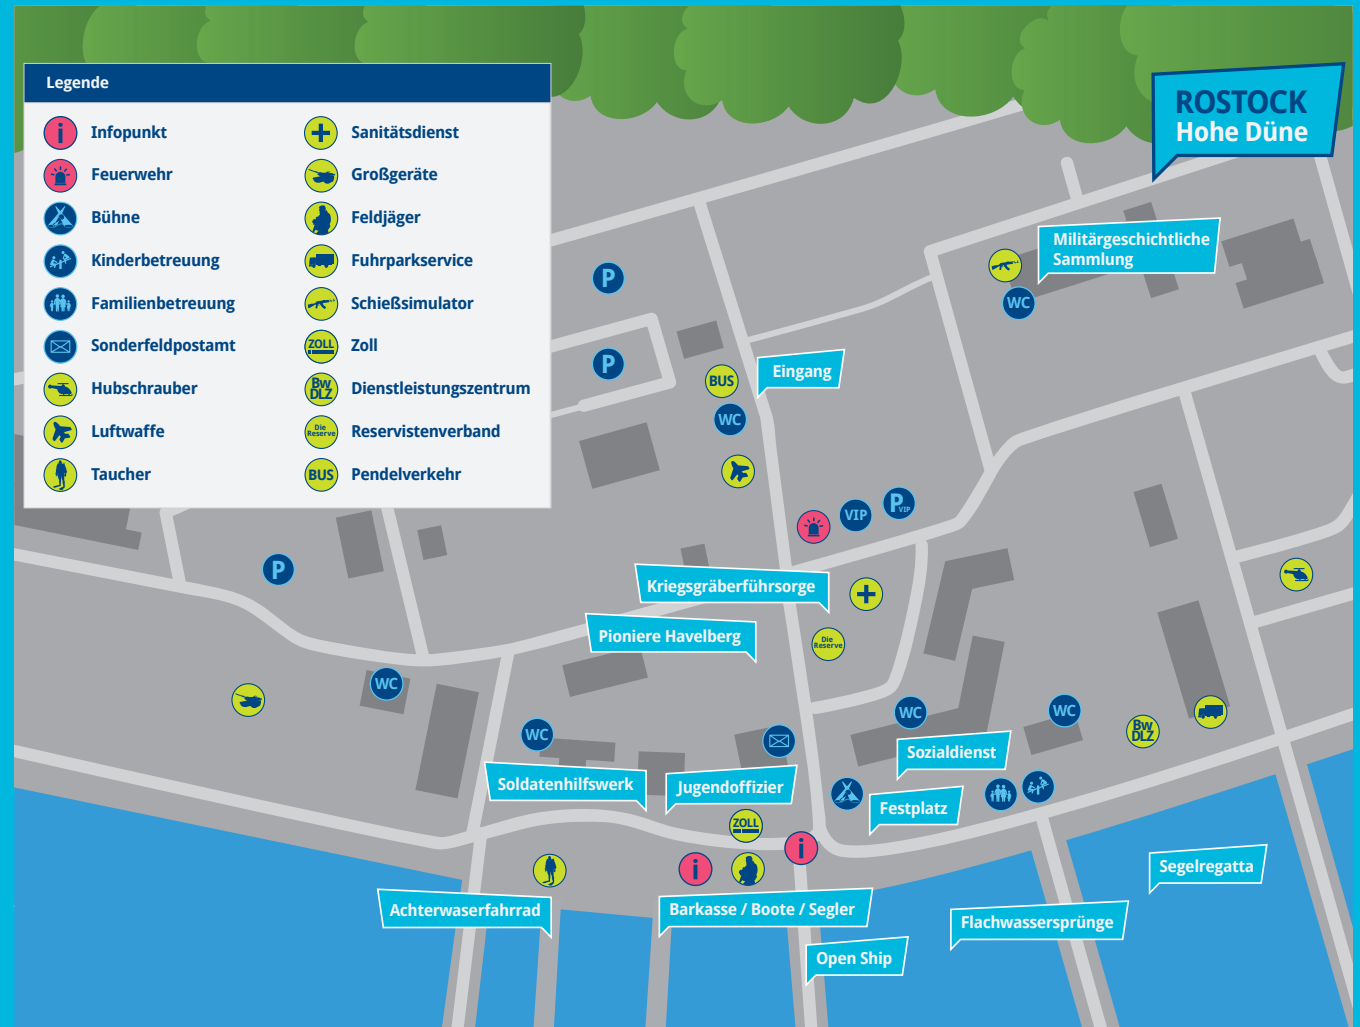 Legende
Infopunkt
Feuerwehr
Bühne
Kinderbetreuung
Familienbetreuung
Sonderfeldpostamt
Hubschrauber
Luftwaffe
Taucher
Sanitätsdienst
Großgeräte
Feldjäger
Fuhrparkservice
Schießsimulator
ZOLL
Zoll
Bw
DLZ
Dienstleistungszentrum
Die
Reserve
Reservistenverband
BUS
Pendelverkehr
i
ROSTOCK
Hohe Düne
Militärgeschichtliche
Sammlung
WC
P
P
Eingang
BUS
WC
VIP
P
VIP
P
Kriegsgräberführsorge
Pioniere Havelberg
Die
Reserve
WC
WC
WC
WC
Bw
DLZ
Sozialdienst
Soldatenhilfswerk
Jugendoffizier
Festplatz
ZOLL
i
i
Segelregatta
Achterwaserfahrrad
Barkasse / Boote / Segler
Flachwassersprünge
Open Ship